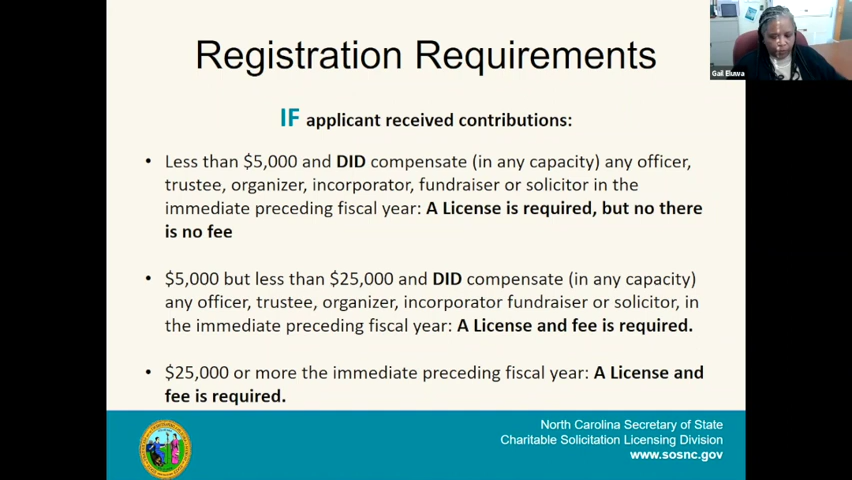 Registration Requirements
Gail Eluwa
IF applicant received contributions:
• Less than $5,000 and DID compensate (in any capacity) any officer,
trustee, organizer, incorporator, fundraiser or solicitor in the
immediate preceding fiscal year: A License is required, but no there
is no fee
• $5,000 but less than $25,000 and DID compensate (in any capacity)
any officer, trustee, organizer, incorporator fundraiser or solicitor, in
the immediate preceding fiscal year: A License and fee is required.
• $25,000 or more the immediate preceding fiscal year: A License and
fee is required.
North Carolina Secretary of State
Charitable Solicitation Licensing Division
www.sosnc.gov